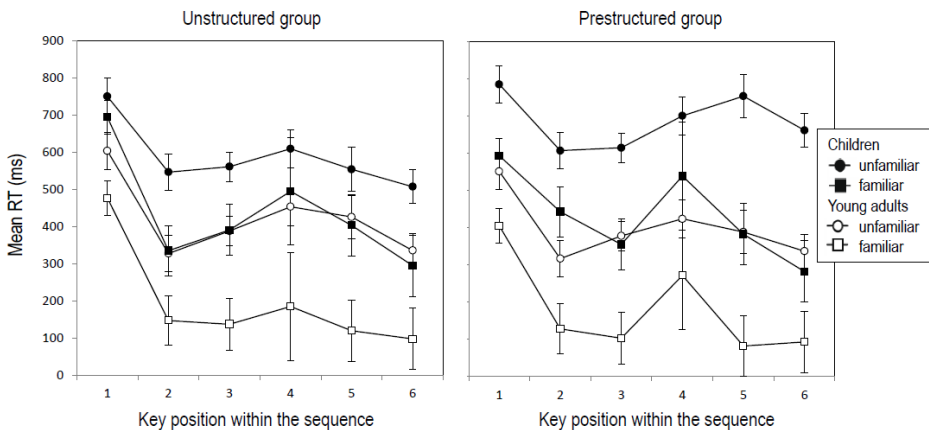 Unstructured group
Prestructured group
900
800
700
600
500
400
300
200
100
0
Mean RT (ms)
1 2 3 4 5 6
1 2 3 4 5 6
Key position within the sequence
Key position within the sequence
Children
unfamiliar
familiar
Young adults
unfamiliar
familiar